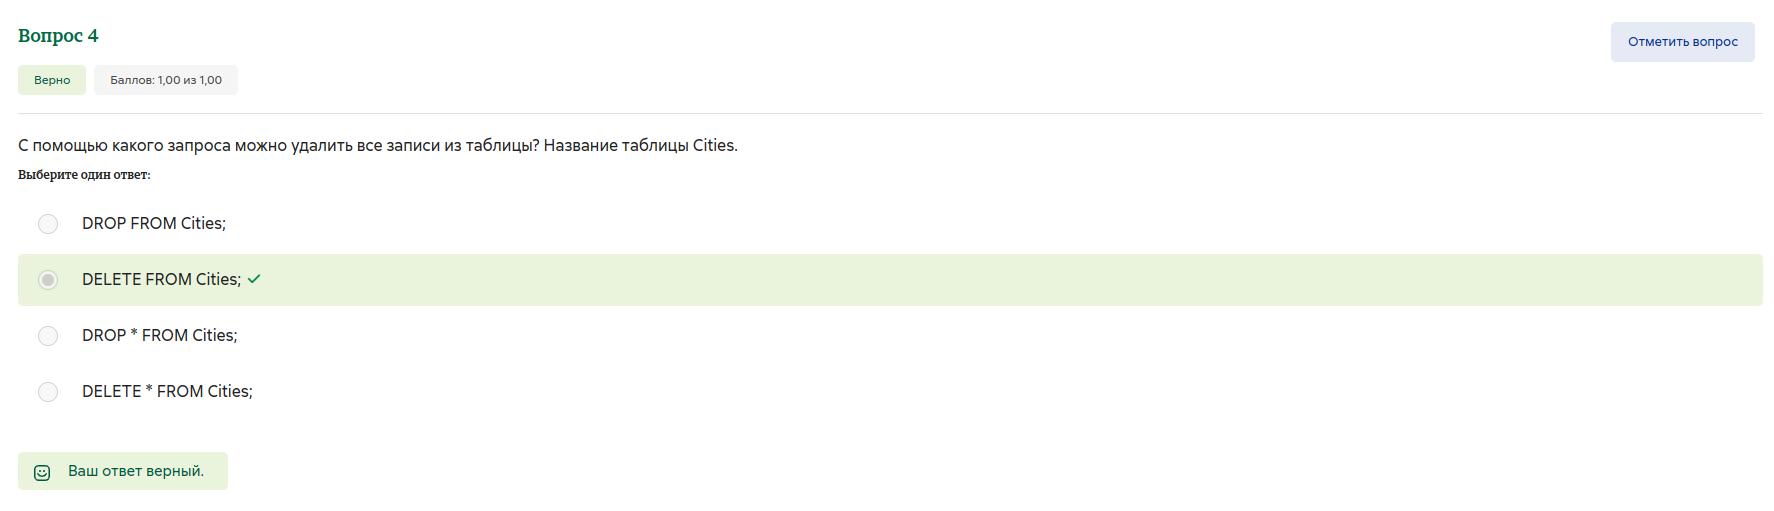 Вопрос 4
Отметить вопрос
Верно
Баллов: 1,00 из 1,00
С помощью какого запроса можно удалить все записи из таблицы? Название таблицы Cities.
Выберите один ответ:
DROP FROM Cities;
DELETE FROM Cities;
DROP * FROM Cities;
DELETE * FROM Cities;
Ваш ответ верный.